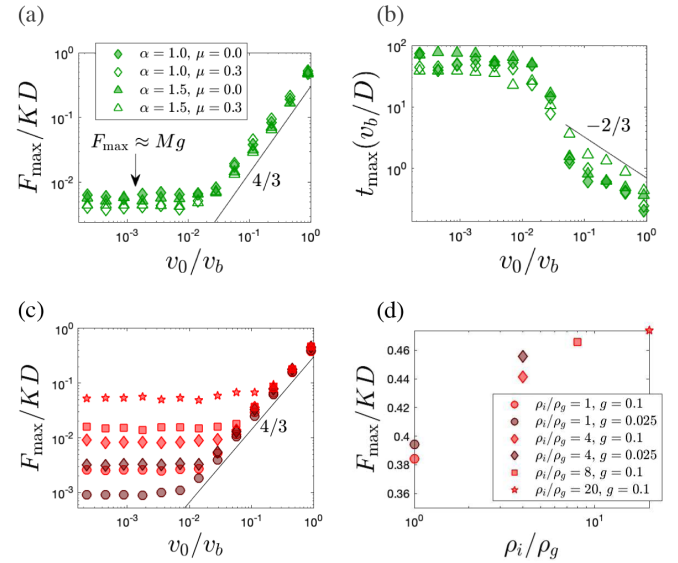 (a)
10^0
10^-1
10^-2
F_max/KD
α = 1.0, μ = 0.0
α = 1.0, μ = 0.3
α = 1.5, μ = 0.0
α = 1.5, μ = 0.3
F_max ≈ Mg
4/3
10^-3 10^-2 10^-1 10^0
v_0/v_b
(b)
10^2
10^1
10^0
t_max(v_b/D)
−2/3
10^-3 10^-2 10^-1 10^0
v_0/v_b
(c)
10^0
10^-1
10^-2
10^-3
F_max/KD
4/3
10^-3 10^-2 10^-1 10^0
v_0/v_b
(d)
0.46
0.44
0.42
0.4
0.38
0.36
F_max/KD
ρ_i/ρ_g = 1, g = 0.1
ρ_i/ρ_g = 1, g = 0.025
ρ_i/ρ_g = 4, g = 0.1
ρ_i/ρ_g = 4, g = 0.025
ρ_i/ρ_g = 8, g = 0.1
ρ_i/ρ_g = 20, g = 0.1
10^0 10^1
ρ_i/ρ_g